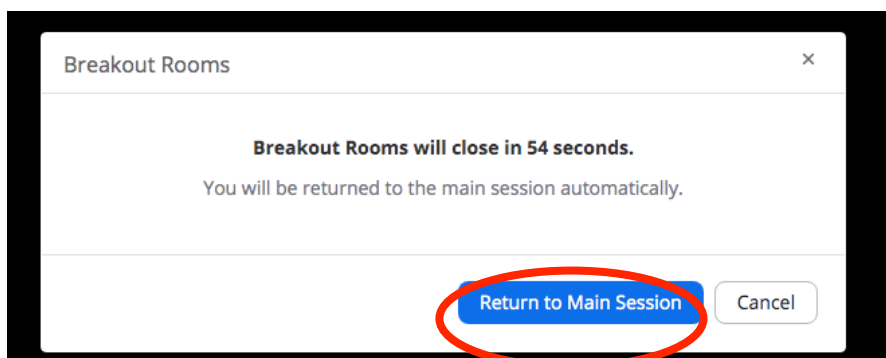 Breakout Rooms
Breakout Rooms will close in 54 seconds.
You will be returned to the main session automatically.
Return to Main Session
Cancel